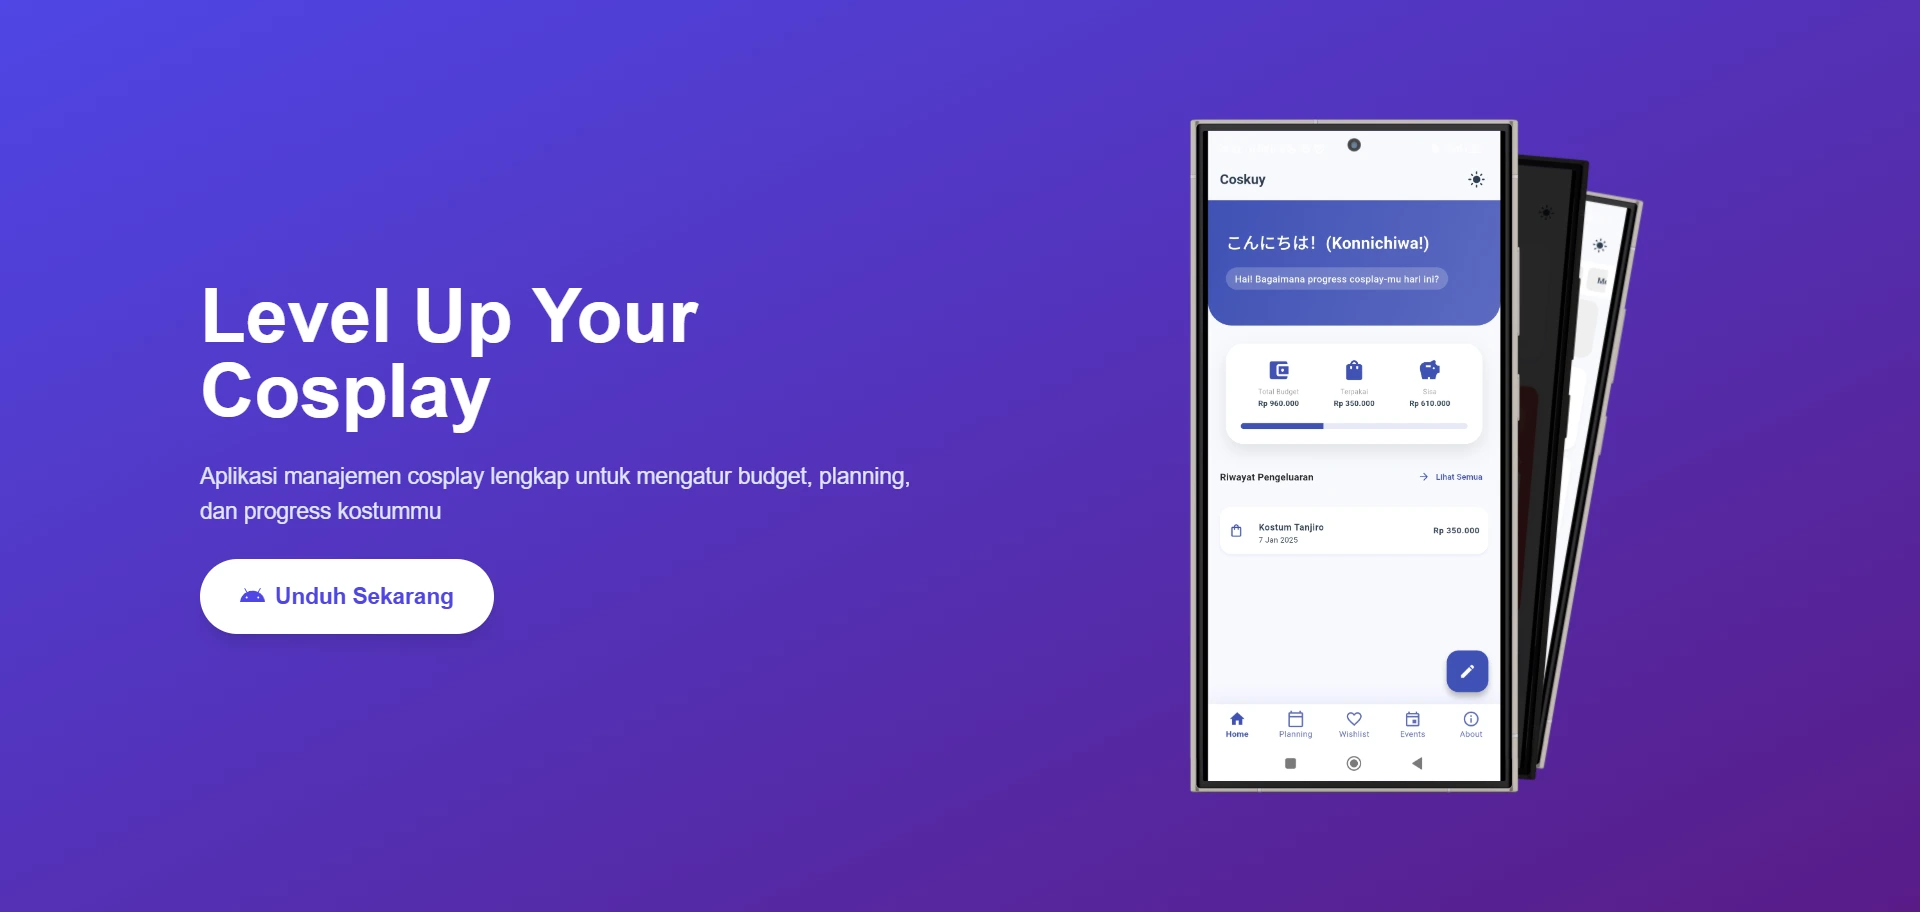 Level Up Your
Cosplay
Aplikasi manajemen cosplay lengkap untuk mengatur budget, planning,
dan progress kostummu
Unduh Sekarang
Coskuy
こんにちは! (Konnichiwa!)
Hai! Bagaimana progress cosplay-mu hari ini?
Total Budget
Terpakai
Sisa
Rp 960.000
Rp 350.000
Rp 610.000
Riwayat Pengeluaran
Lihat Semua
Kostum Tanjiro
Rp 350.000
7 Jan 2025
Home
Planning
Wishlist
Events
About